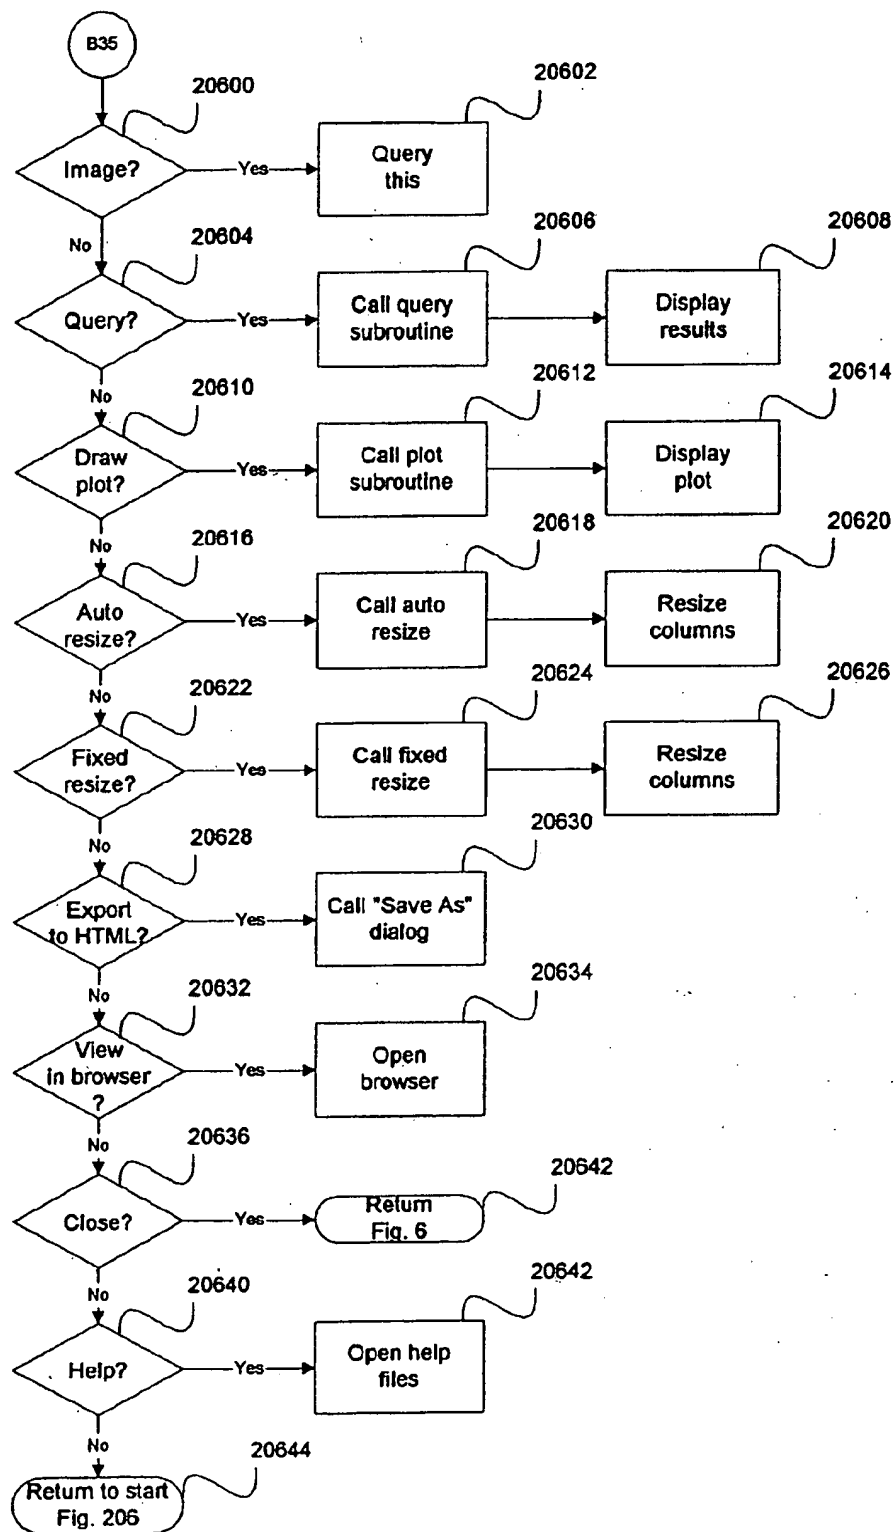 B35
20600
20602
Image?
Yes
Query
this
No
20604
20606
20608
Query?
Yes
Call query
subroutine
Display
results
No
20610
20612
20614
Draw
plot?
Yes
Call plot
subroutine
Display
plot
No
20616
20618
20620
Auto
resize?
Yes
Call auto
resize
Resize
columns
No
20622
20624
20626
Fixed
resize?
Yes
Call fixed
resize
Resize
columns
No
20628
20630
Export
to HTML?
Yes
Call "Save As"
dialog
No
20632
20634
View
in browser
?
Yes
Open
browser
No
20636
20642
Close?
Yes
Return
Fig. 6
No
20640
20642
Help?
Yes
Open help
files
No
20644
Return to start
Fig. 206